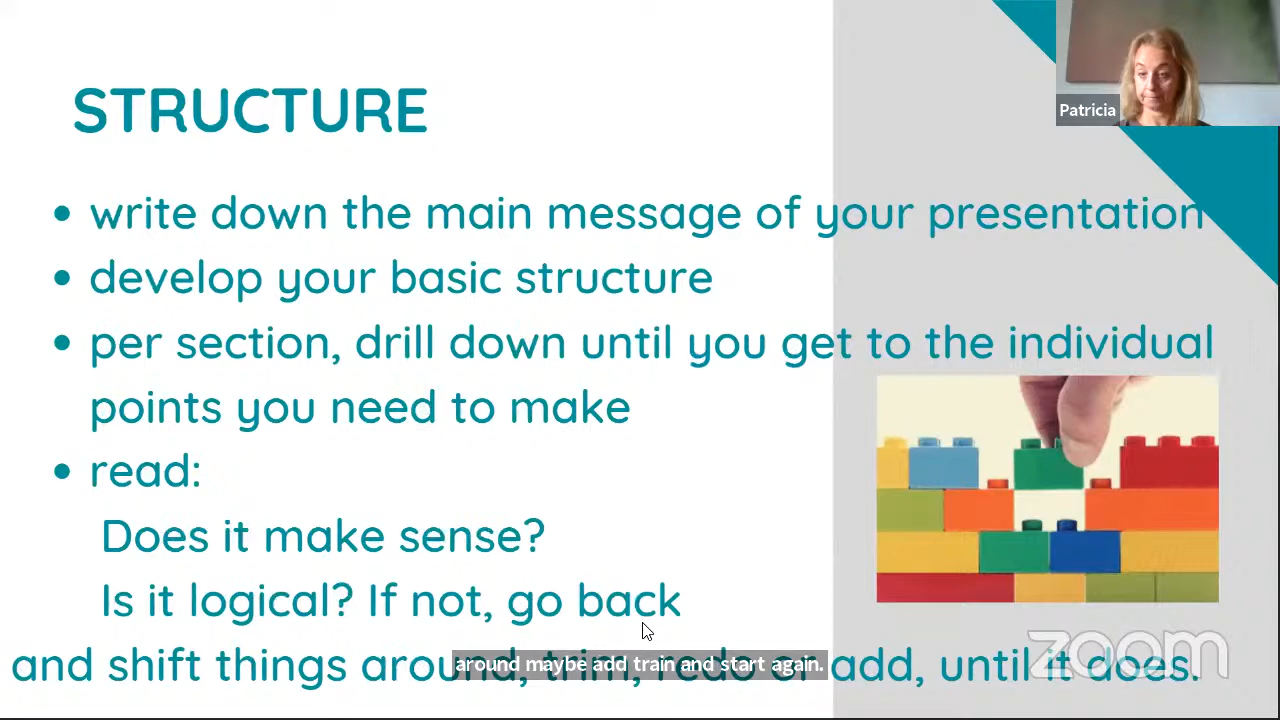 STRUCTURE
Patricia
• write down the main message of your presentation
• develop your basic structure
• per section, drill down until you get to the individual
points you need to make
• read:
Does it make sense?
Is it logical? If not, go back
and shift things around, trim, redo or add, until it does.
around maybe add train and start again.
zoom